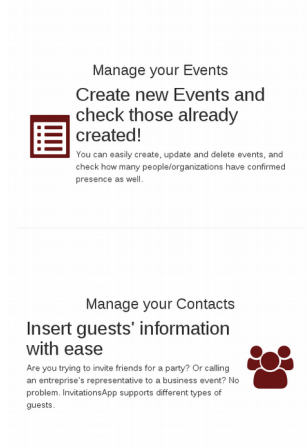 Manage your Events
Create new Events and
check those already
created!
You can easily create, update and delete events, and
check how many people/organizations have confirmed
presence as well.
Manage your Contacts
Insert guests' information
with ease
Are you trying to invite friends for a party? Or calling
an entreprise's representative to a business event? No
problem. InvitationsApp supports different types of
guests.